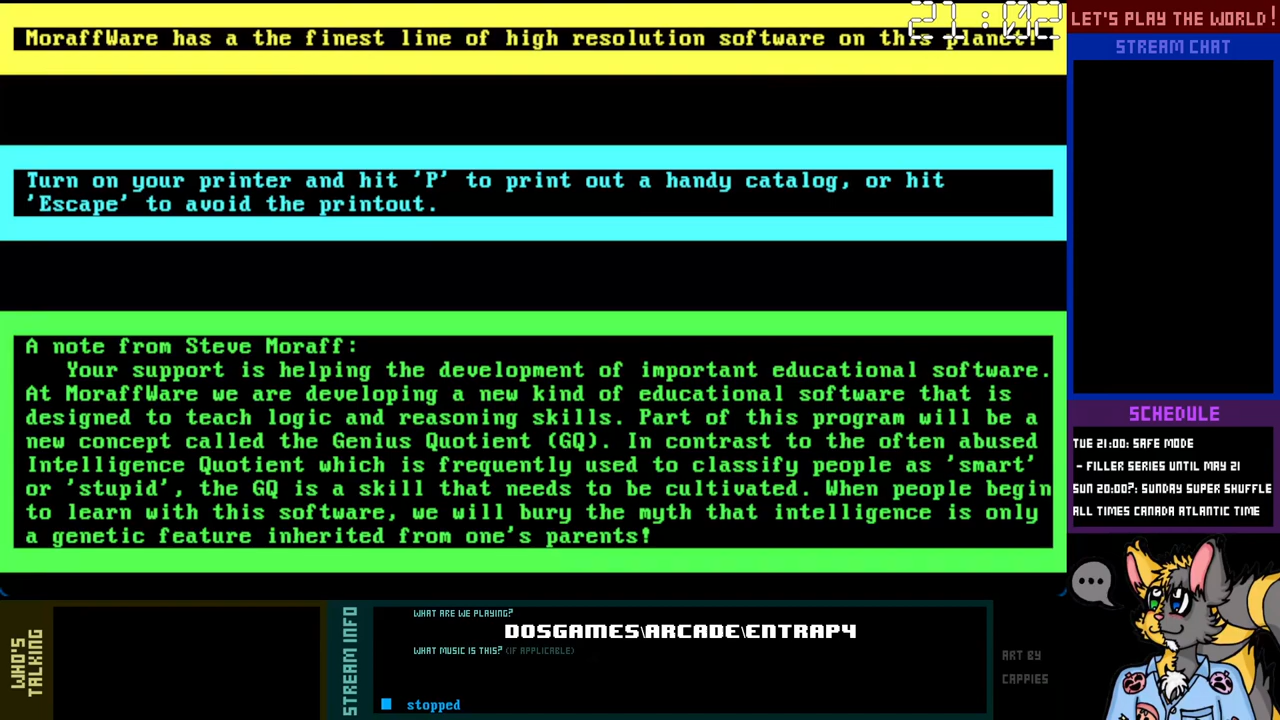 MoraffWare has a the finest line of high resolution software on this planet!
21:02
Turn on your printer and hit 'P' to print out a handy catalog, or hit
'Escape' to avoid the printout.
A note from Steve Moraff:
Your support is helping the development of important educational software.
At MoraffWare we are developing a new kind of educational software that is
designed to teach logic and reasoning skills. Part of this program will be a
new concept called the Genius Quotient (GQ). In contrast to the often abused
Intelligence Quotient which is frequently used to classify people as 'smart'
or 'stupid', the GQ is a skill that needs to be cultivated. When people begin
to learn with this software, we will bury the myth that intelligence is only
a genetic feature inherited from one's parents!
LET'S PLAY THE WORLD!
STREAM CHAT
SCHEDULE
TUE 21:00: SAFE MODE
- FILLER SERIES UNTIL MAY 21
SUN 20:00?: SUNDAY SUPER SHUFFLE
ALL TIMES CANADA ATLANTIC TIME
WHO'S
TALKING
STREAM INFO
WHAT ARE WE PLAYING?
DOSGAMES\ARCADE\ENTRAP4
WHAT MUSIC IS THIS? (IF APPLICABLE)
stopped
ART BY
CAPPIES